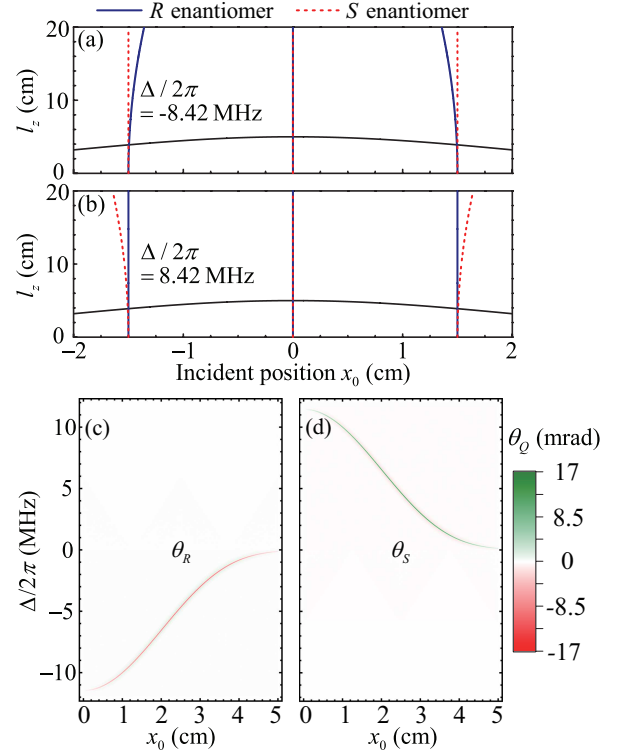 R enantiomer S enantiomer
(a)
20
10
0
l_z (cm)
Δ / 2π
= -8.42 MHz
(b)
20
10
0
l_z (cm)
Δ / 2π
= 8.42 MHz
−2 −1 0 1 2
Incident position x_0 (cm)
(c)
(d)
10
5
0
−5
−10
Δ/2π (MHz)
θ_R
θ_S
0 1 2 3 4 5
0 1 2 3 4 5
x_0 (cm)
x_0 (cm)
θ_Q (mrad)
17
8.5
0
-8.5
-17